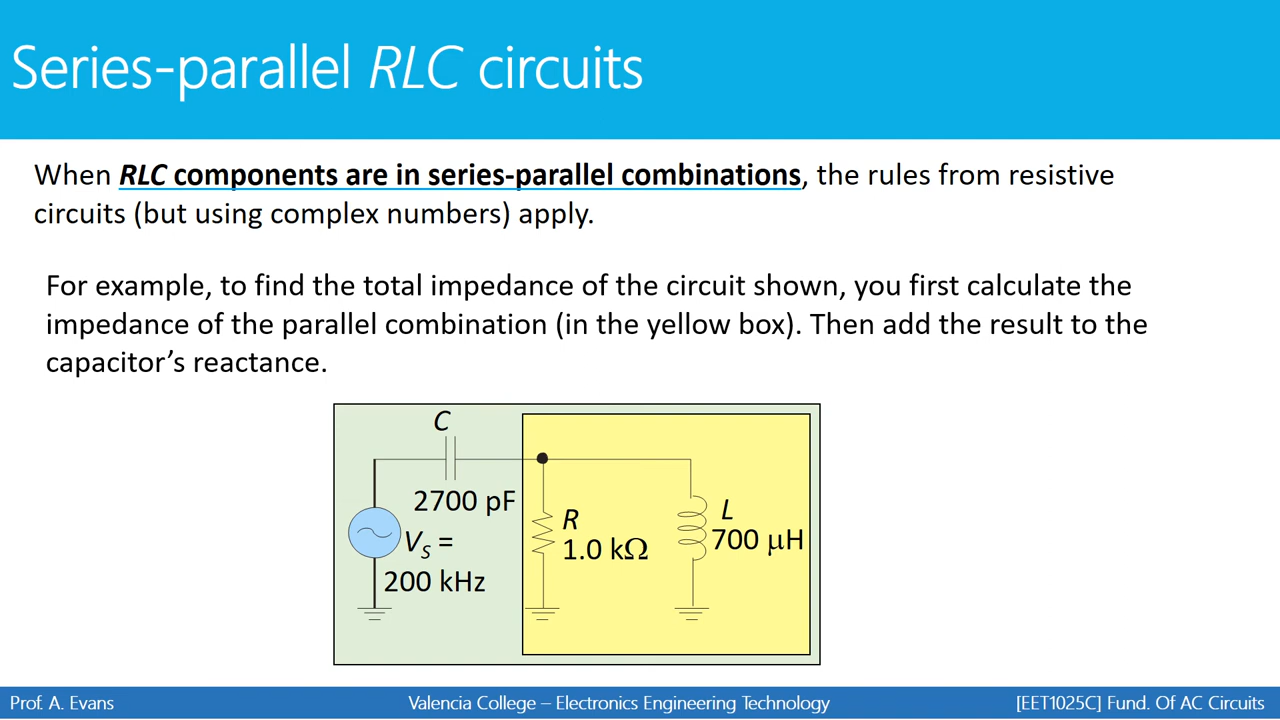 Series-parallel RLC circuits
When RLC components are in series-parallel combinations, the rules from resistive
circuits (but using complex numbers) apply.
For example, to find the total impedance of the circuit shown, you first calculate the
impedance of the parallel combination (in the yellow box). Then add the result to the
capacitor’s reactance.
C
2700 pF
VS =
200 kHz
R
1.0 kΩ
L
700 μH
Prof. A. Evans
Valencia College – Electronics Engineering Technology
[EET1025C] Fund. Of AC Circuits